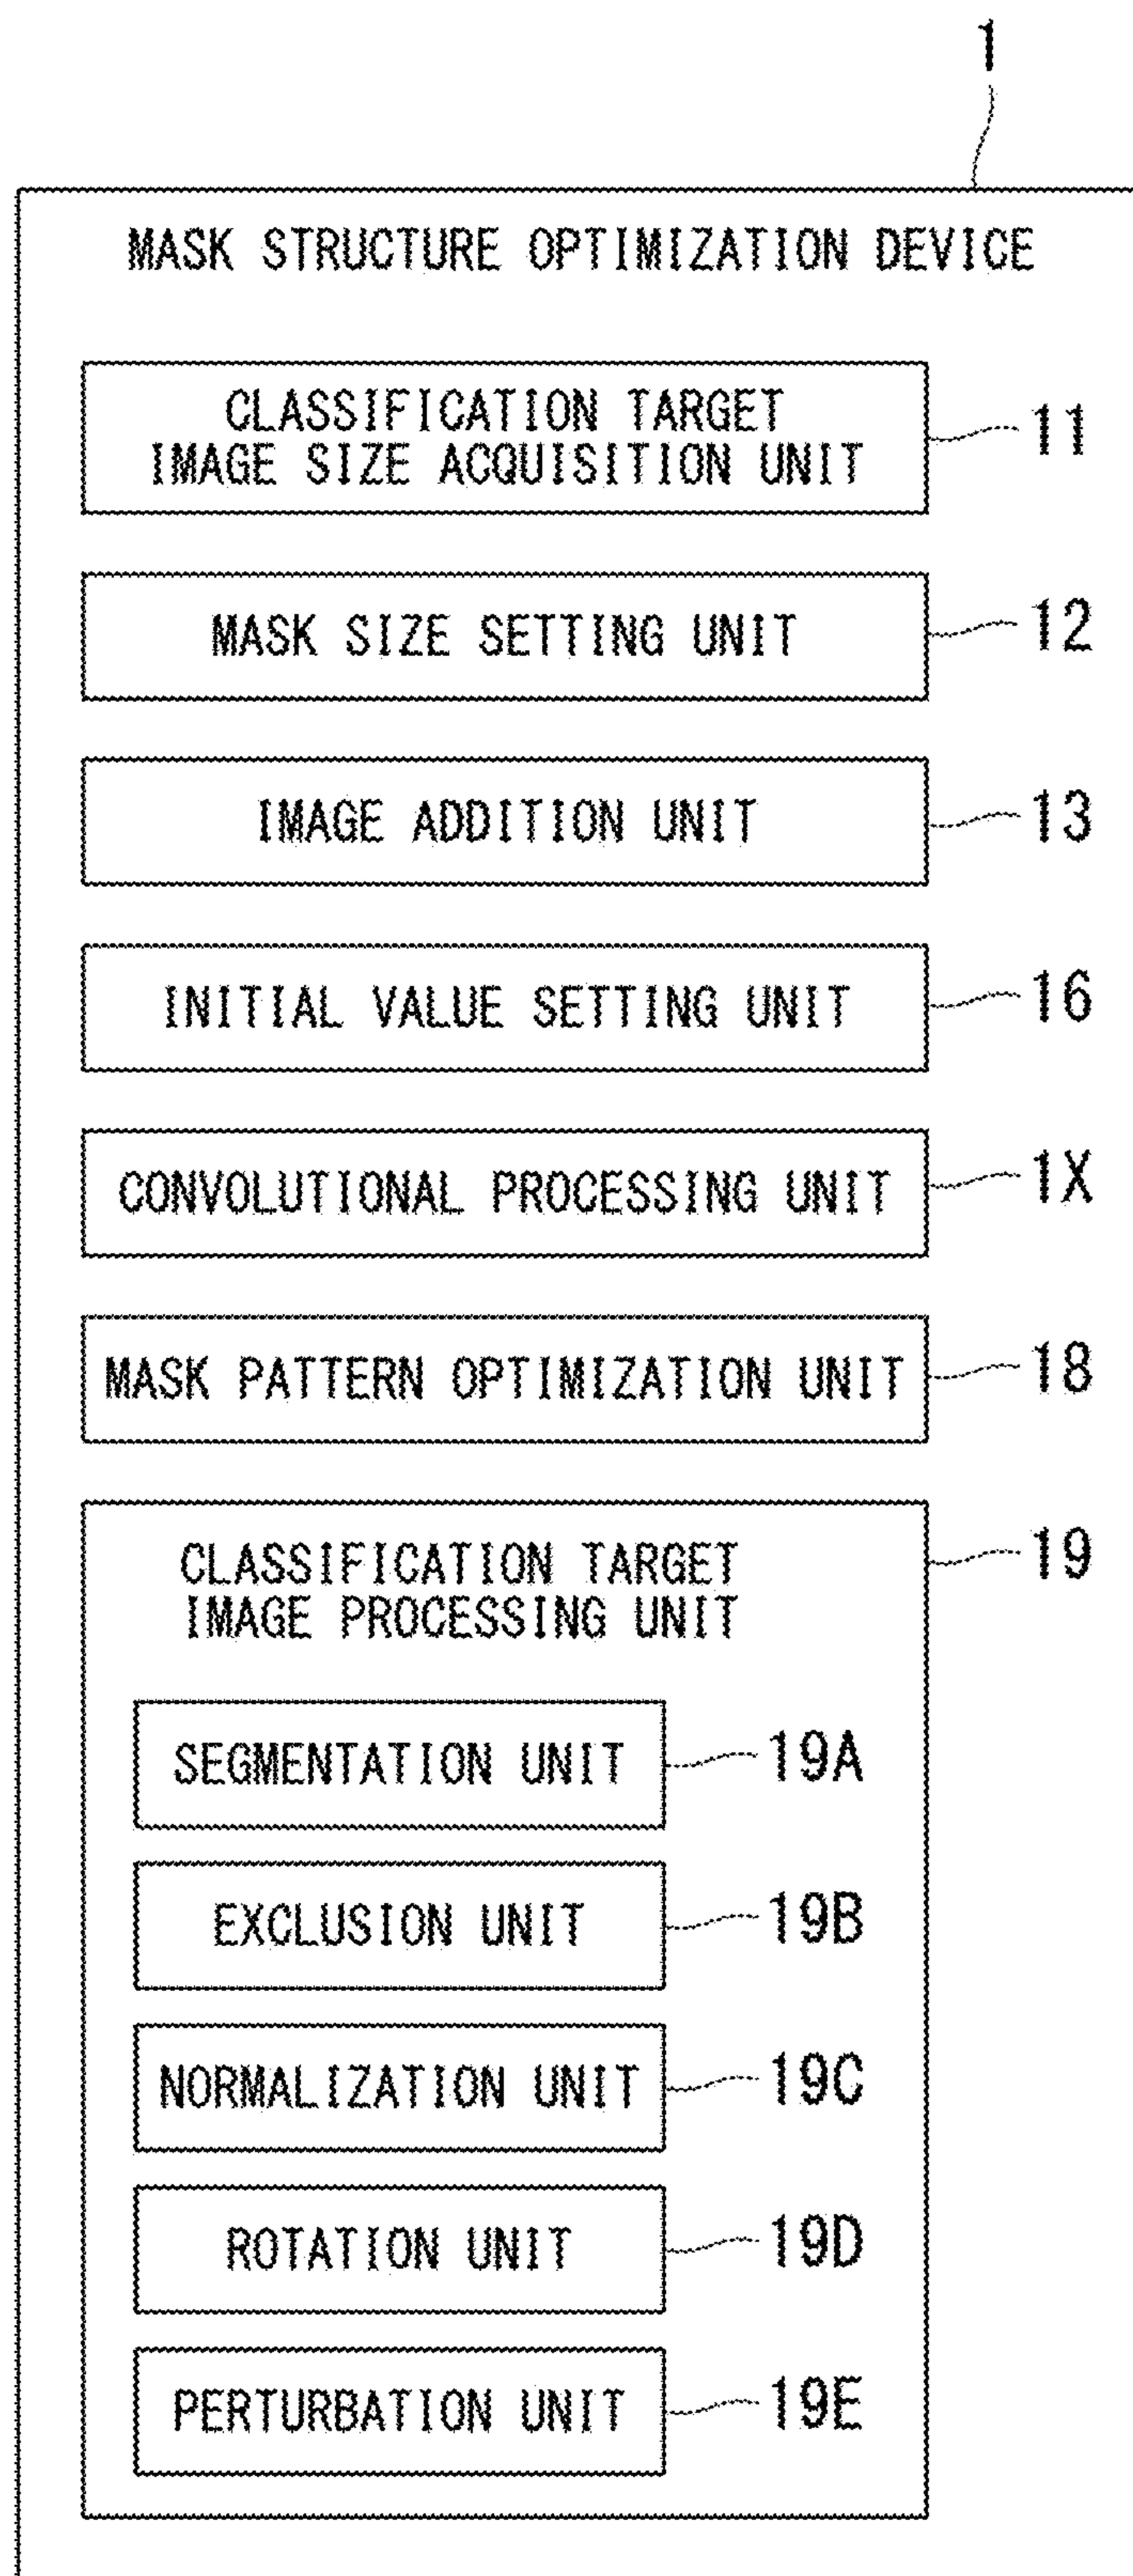 1
MASK STRUCTURE OPTIMIZATION DEVICE
CLASSIFICATION TARGET
IMAGE SIZE ACQUISITION UNIT
11
MASK SIZE SETTING UNIT
12
IMAGE ADDITION UNIT
13
INITIAL VALUE SETTING UNIT
16
CONVOLUTIONAL PROCESSING UNIT
1X
MASK PATTERN OPTIMIZATION UNIT
18
CLASSIFICATION TARGET
IMAGE PROCESSING UNIT
19
SEGMENTATION UNIT
19A
EXCLUSION UNIT
19B
NORMALIZATION UNIT
19C
ROTATION UNIT
19D
PERTURBATION UNIT
19E